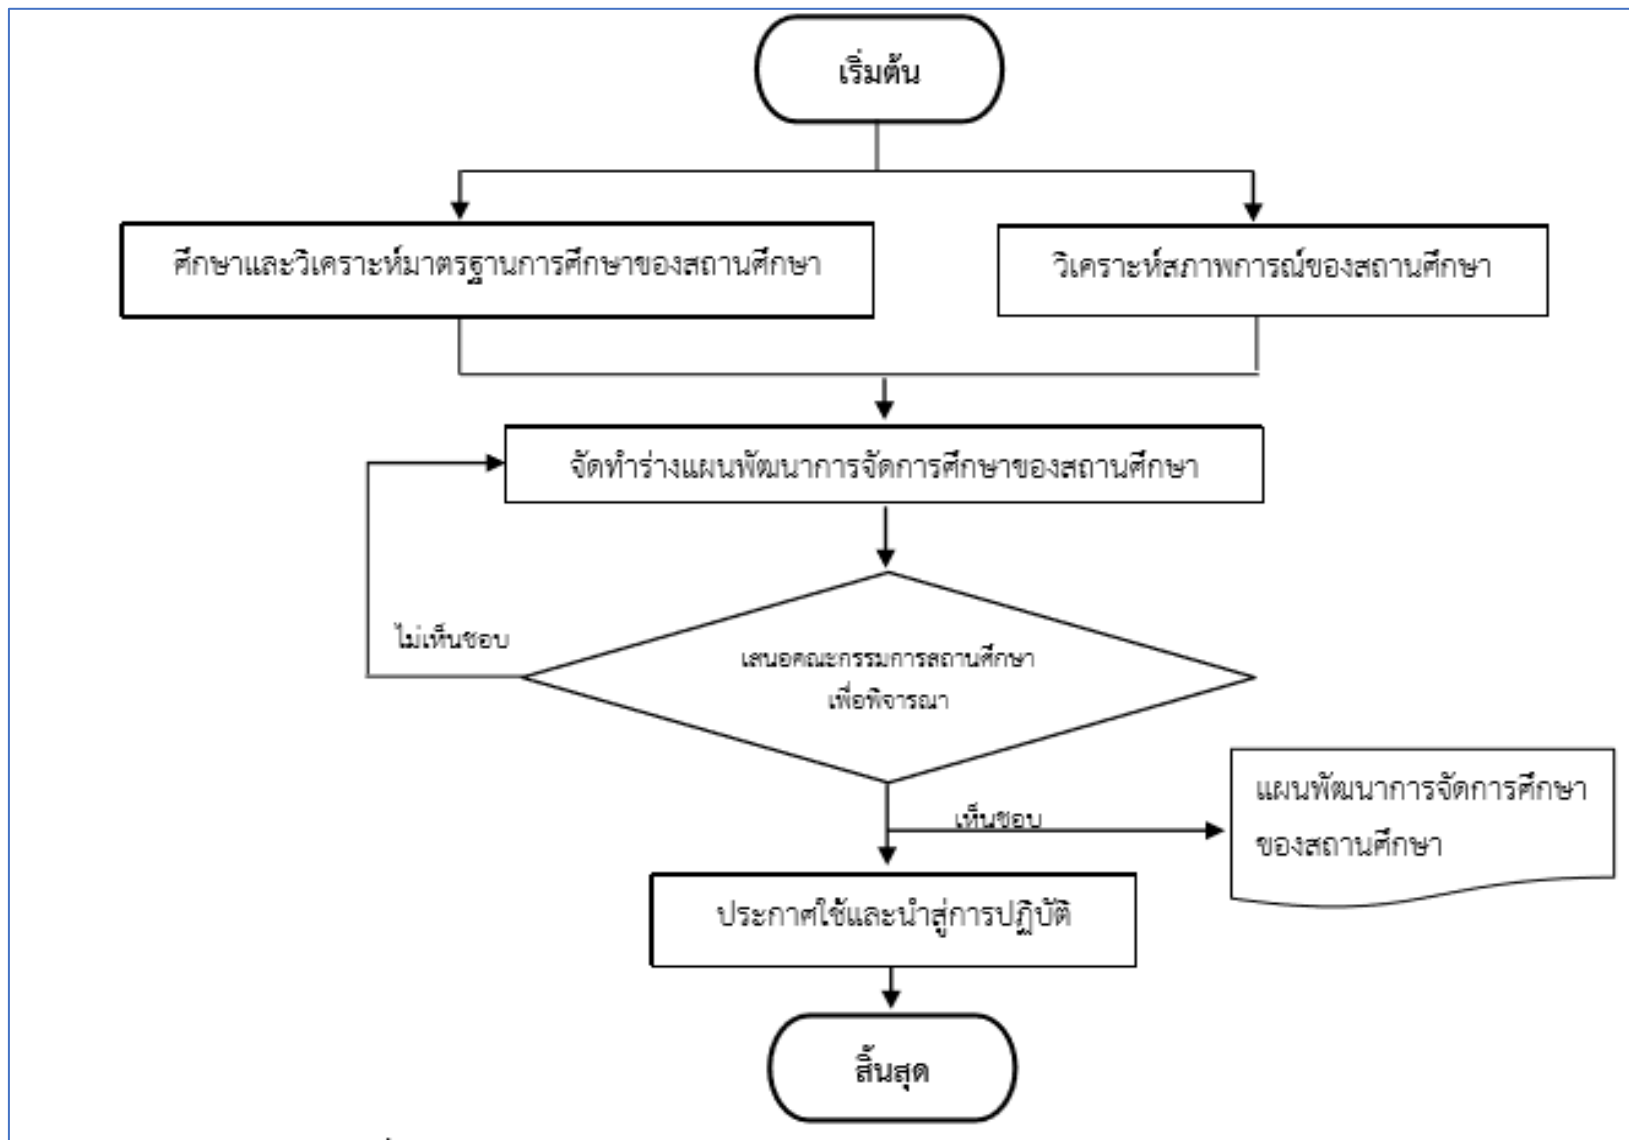 เริ่มต้น
ศึกษาและวิเคราะห์มาตรฐานการศึกษาของสถานศึกษา
วิเคราะห์สภาพการณ์ของสถานศึกษา
จัดทำร่างแผนพัฒนาการจัดการศึกษาของสถานศึกษา
ไม่เห็นชอบ
เสนอคณะกรรมการสถานศึกษา
เพื่อพิจารณา
เห็นชอบ
แผนพัฒนาการจัดการศึกษา
ของสถานศึกษา
ประกาศใช้และนำสู่การปฏิบัติ
สิ้นสุด